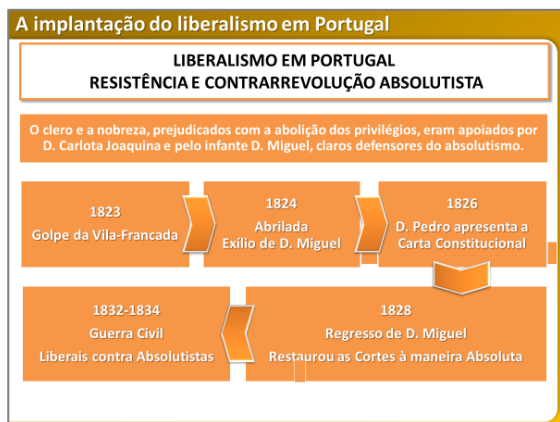 A implantação do liberalismo em Portugal
LIBERALISMO EM PORTUGAL
RESISTÊNCIA E CONTRARREVOLUÇÃO ABSOLUTISTA
O clero e a nobreza, prejudicados com a abolição dos privilégios, eram apoiados por
D. Carlota Joaquina e pelo infante D. Miguel, claros defensores do absolutismo.
1823
Golpe da Vila-Francada
1824
Abrilada
Exílio de D. Miguel
1826
D. Pedro apresenta a
Carta Constitucional
1828
Regresso de D. Miguel
Restaurou as Cortes à maneira Absoluta
1832-1834
Guerra Civil
Liberais contra Absolutistas